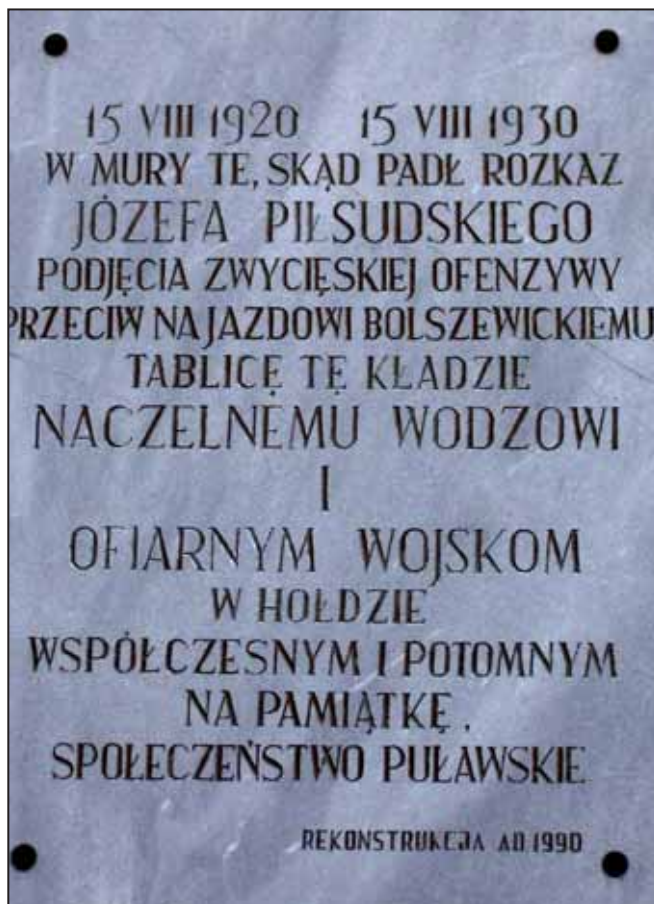 15 VIII 1920 15 VIII 1930
W MURY TE, SKĄD PADŁ ROZKAZ
JÓZEFA PIŁSUDSKIEGO
PODJĘCIA ZWYCIĘSKIEJ OFENZYWY
PRZECIW NAJAZDOWI BOLSZEWICKIEMU
TABLICĘ TĘ KŁADZIE
NACZELNEMU WODZOWI
I
OFIARNYM WOJSKOM
W HOŁDZIE
WSPÓŁCZESNYM I POTOMNYM
NA PAMIĄTKĘ.
SPOŁECZEŃSTWO PUŁAWSKIE
REKONSTRUKCJA AD 1990